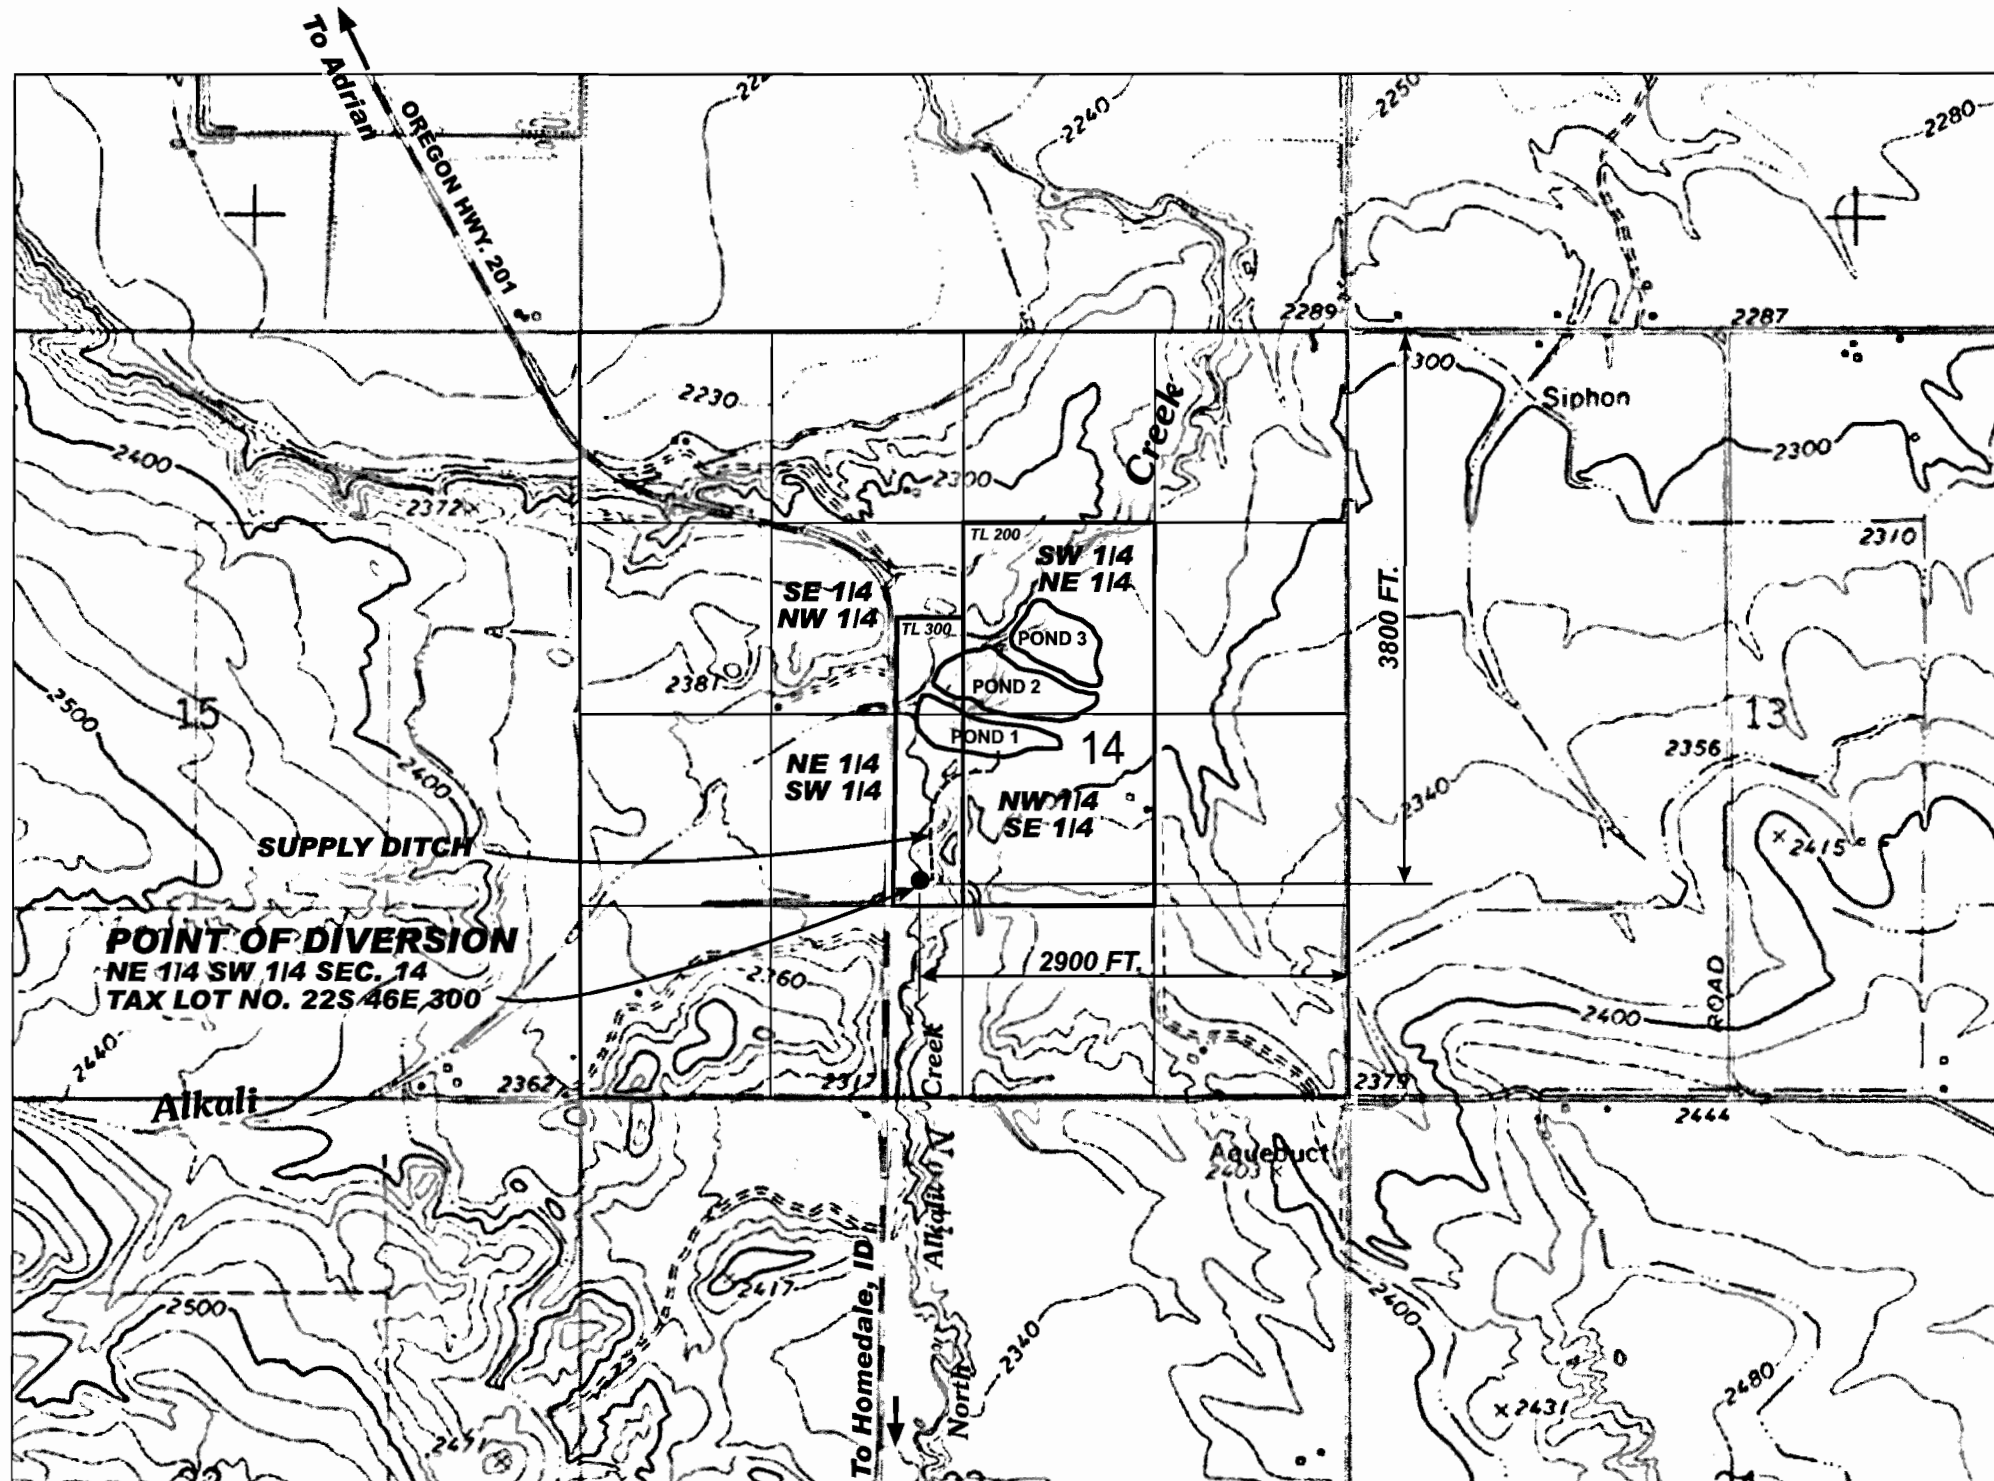 To Adrian
OREGON HWY. 201
2240
2250
2280
2289
2287
2230
2300
Creek
300
Siphon
2300
2400
2372
2310
TL 200
SW 1/4
NE 1/4
SE 1/4
NW 1/4
TL 300
POND 3
POND 2
POND 1
3800 FT.
2381
2500
15
14
13
2356
NE 1/4
SW 1/4
2400
NW 1/4
SE 1/4
2340
2415
SUPPLY DITCH
POINT OF DIVERSION
NE 1/4 SW 1/4 SEC. 14
TAX LOT NO. 22S 46E 300
2900 FT.
2360
2400
ROAD
2440
Alkali
2362
2317
Creek
2379
2444
Aqueduct
2403
Alkali
N
To Homedale, ID
2417
2500
2340
North
2400
2431
2480
2471